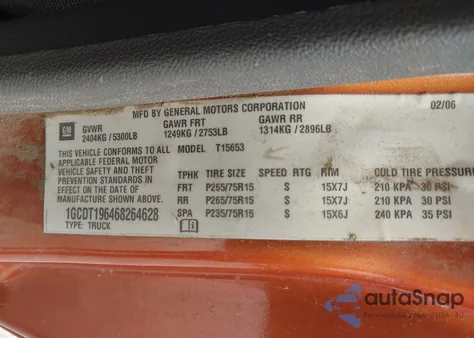 MFD BY GENERAL MOTORS CORPORATION 02/06
GM GVWR GAWR FRT GAWR RR
2404KG / 5300LB 1249KG / 2753LB 1314KG / 2896LB
THIS VEHICLE CONFORMS TO ALL MODEL T15653
APPLICABLE FEDERAL MOTOR
VEHICLE SAFETY AND THEFT TPHK TIRE SIZE SPEED RTG RIM COLD TIRE PRESSURE
PREVENTION STANDARDS FRT P265/75R15 S 15X7J 210 KPA 30 PSI
IN EFFECT ON THE DATE RR P265/75R15 S 15X7J 210 KPA 30 PSI
OF MANUFACTURE SHOWN ABOVE. SPA P235/75R15 S 15X6J 240 KPA 35 PSI
1GCDT196468264628
TYPE: TRUCK
autoSnap